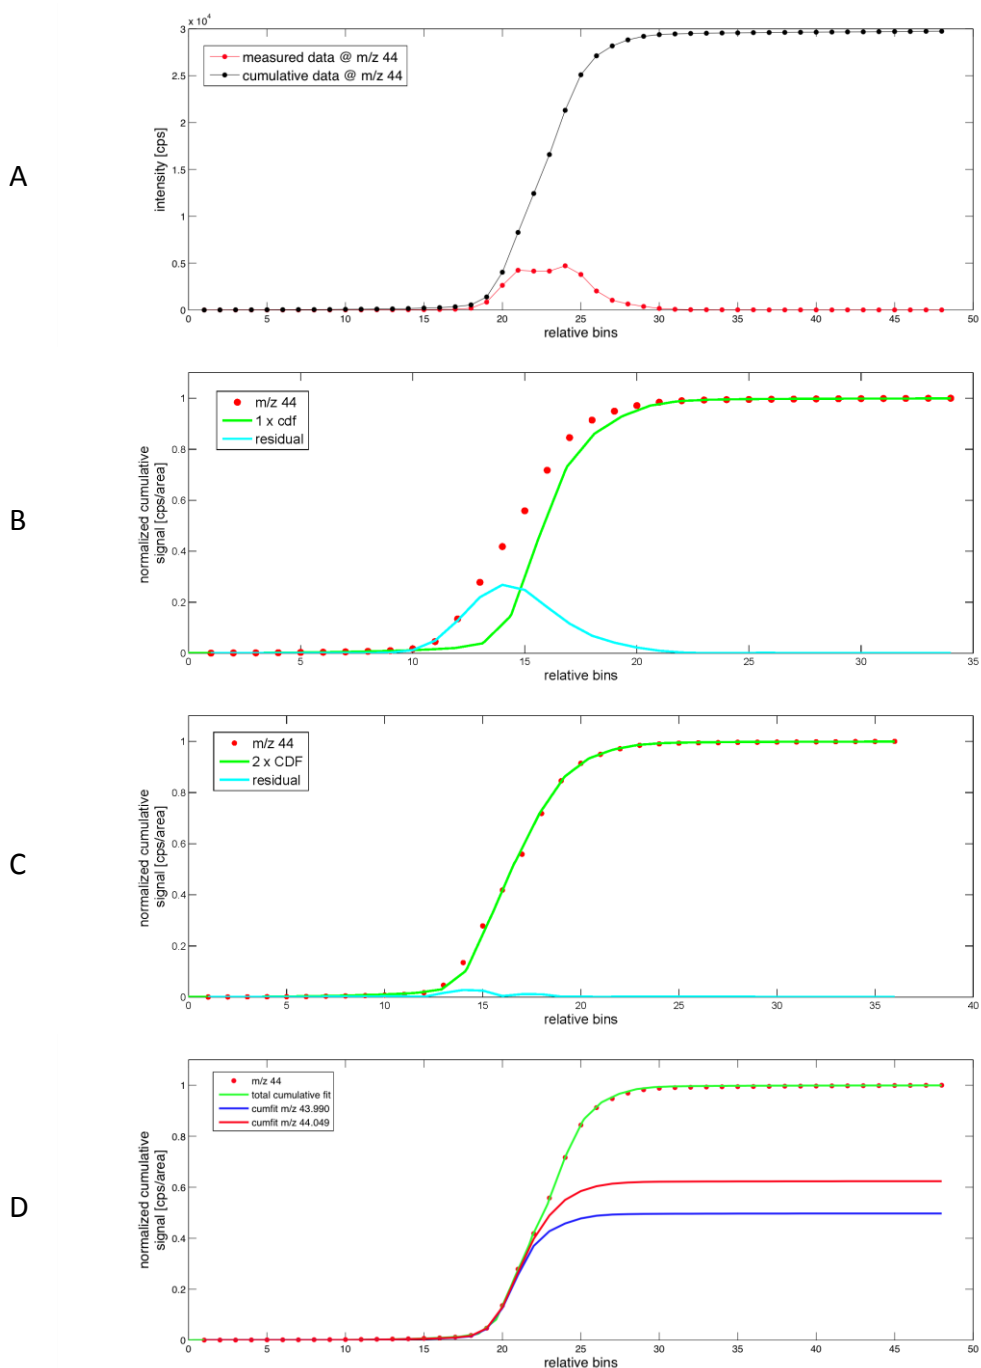 A
x 10⁴
3
2.5
2
1.5
1
0.5
0
measured data @ m/z 44
cumulative data @ m/z 44
intensity [cps]
0 5 10 15 20 25 30 35 40 45 50
relative bins
B
1
0.8
0.6
0.4
0.2
0
m/z 44
1 x cdf
residual
normalized cumulative
signal [cps/area]
0 5 10 15 20 25 30 35
relative bins
C
1
0.8
0.6
0.4
0.2
0
m/z 44
2 x CDF
residual
normalized cumulative
signal [cps/area]
0 5 10 15 20 25 30 35 40
relative bins
D
1
0.8
0.6
0.4
0.2
0
m/z 44
total cumulative fit
cumfit m/z 43.990
cumfit m/z 44.049
normalized cumulative
signal [cps/area]
0 5 10 15 20 25 30 35 40 45 50
relative bins